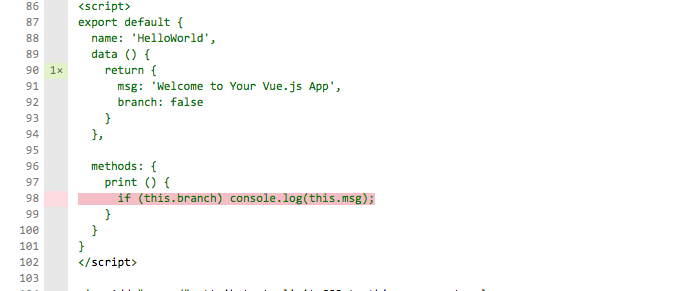 86 <script>
87 export default {
88 name: 'HelloWorld',
89 data () {
90 1× return {
91 msg: 'Welcome to Your Vue.js App',
92 branch: false
93 }
94 },
95
96 methods: {
97 print () {
98 if (this.branch) console.log(this.msg);
99 }
100 }
101 }
102 </script>
103